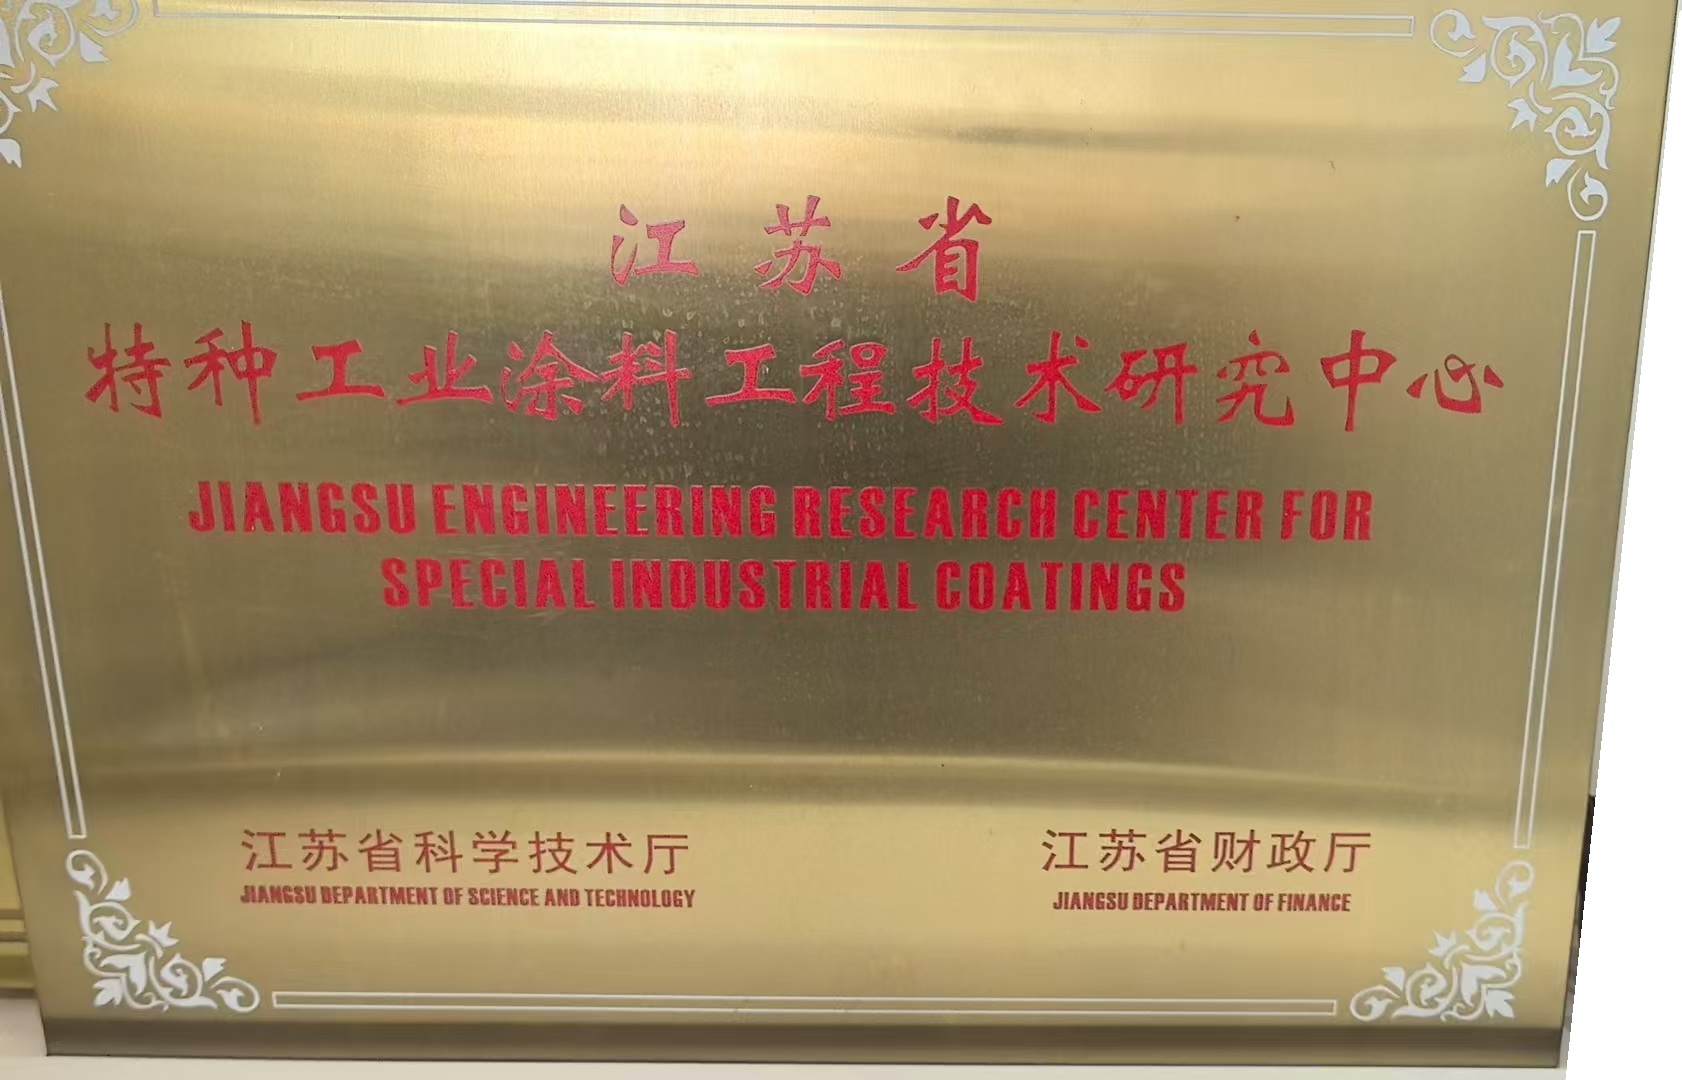 江苏省
特种工业涂料工程技术研究中心
JIANGSU ENGINEERING RESEARCH CENTER FOR
SPECIAL INDUSTRIAL COATINGS
江苏省科学技术厅
JIANGSU DEPARTMENT OF SCIENCE AND TECHNOLOGY
江苏省财政厅
JIANGSU DEPARTMENT OF FINANCE